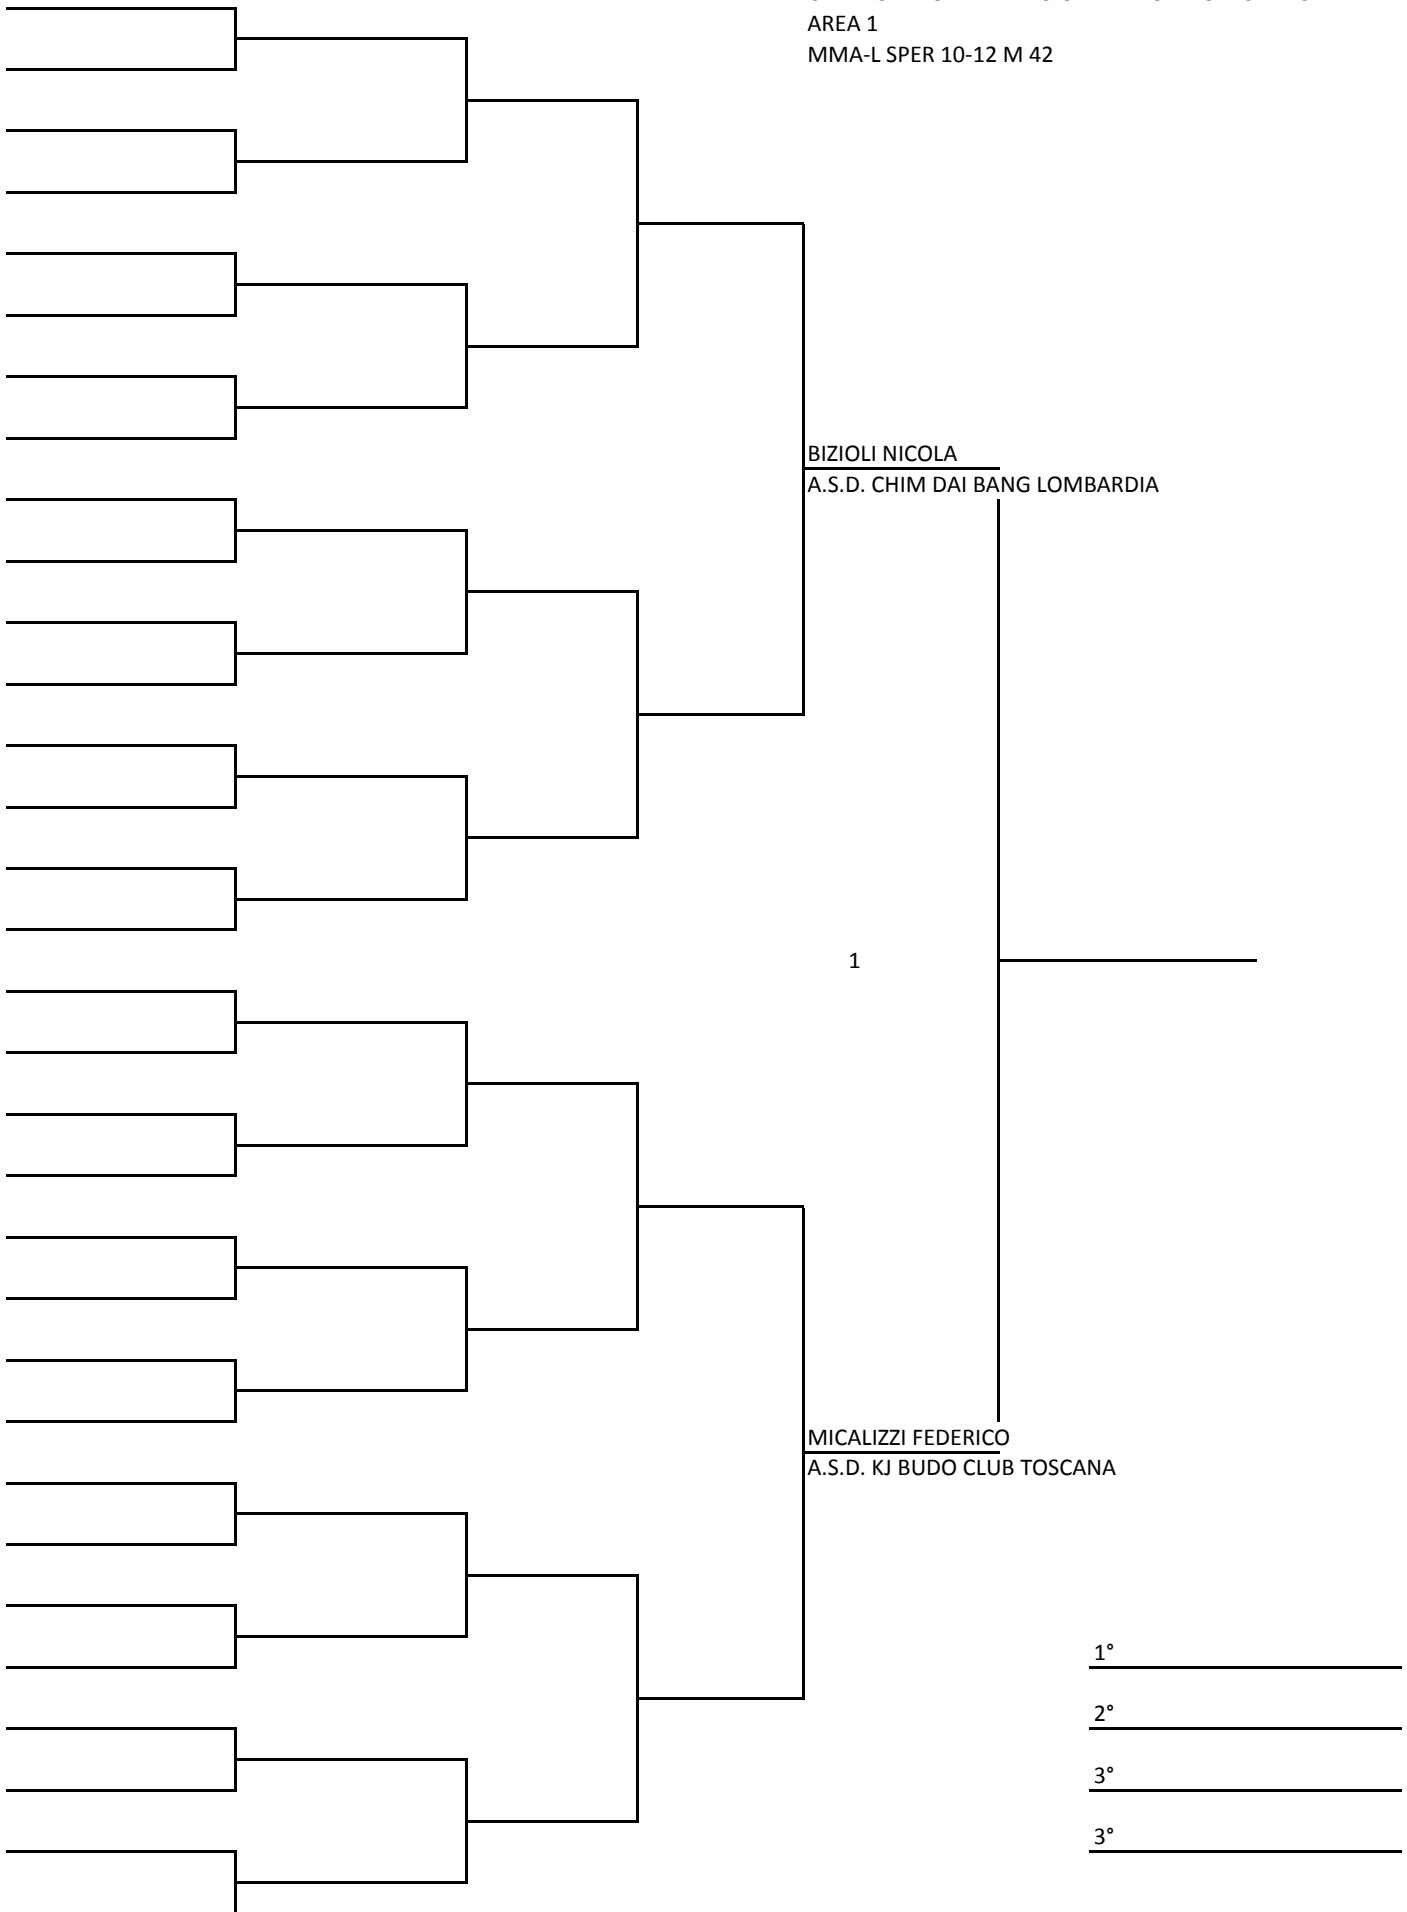 AREA 1
MMA-L SPER 10-12 M 42
BIZIOLI NICOLA
A.S.D. CHIM DAI BANG LOMBARDIA
1
MICALIZZI FEDERICO
A.S.D. KJ BUDO CLUB TOSCANA
1°
2°
3°
3°